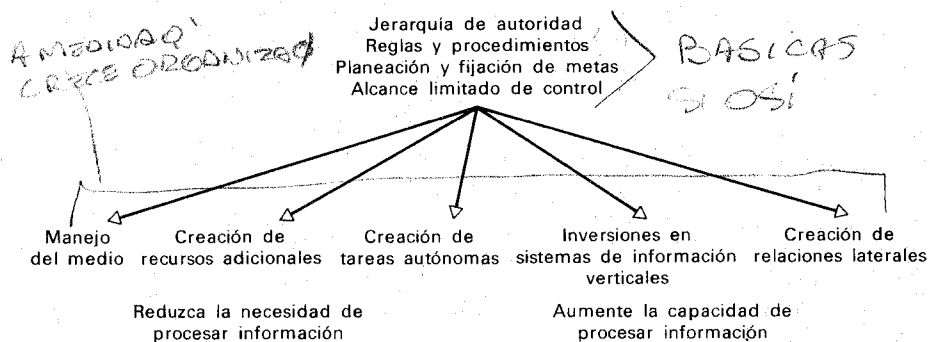 Jerarquía de autoridad
Reglas y procedimientos
Planeación y fijación de metas
Alcance limitado de control
A MEDIDA Q'
CRECE ORGANIZAC
BASICAS
SI O SÍ
Manejo
del medio
Creación de
recursos adicionales
Creación de
tareas autónomas
Inversiones en
sistemas de información
verticales
Creación de
relaciones laterales
Reduzca la necesidad de
procesar información
Aumente la capacidad de
procesar información